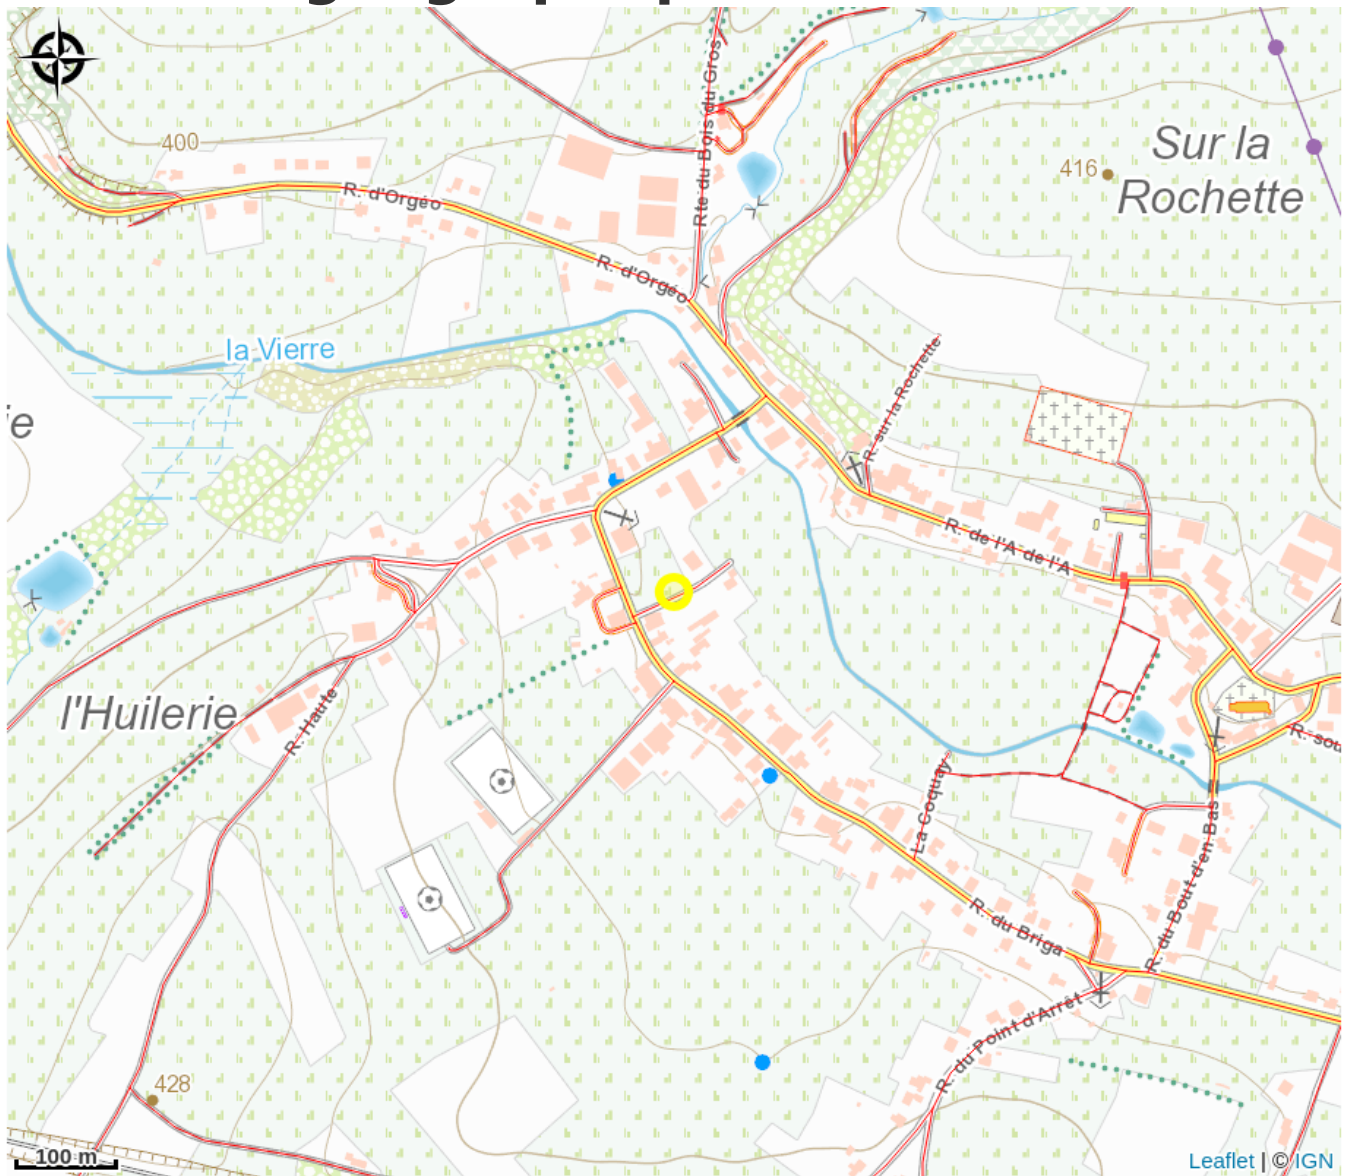 400
R. d'Orgéo
R. d'Orgéo
Rte du Bois du Gros
416
Sur la
Rochette
la Vierre
R. sur la Rochette
R. de l'A de l'A
l'Huilerie
R. Haute
La Coquay
R. du Briga
R. du Bout d'en Bas
R. du Point d'Arrêt
R. sou
428
100 m
Leaflet | © IGN